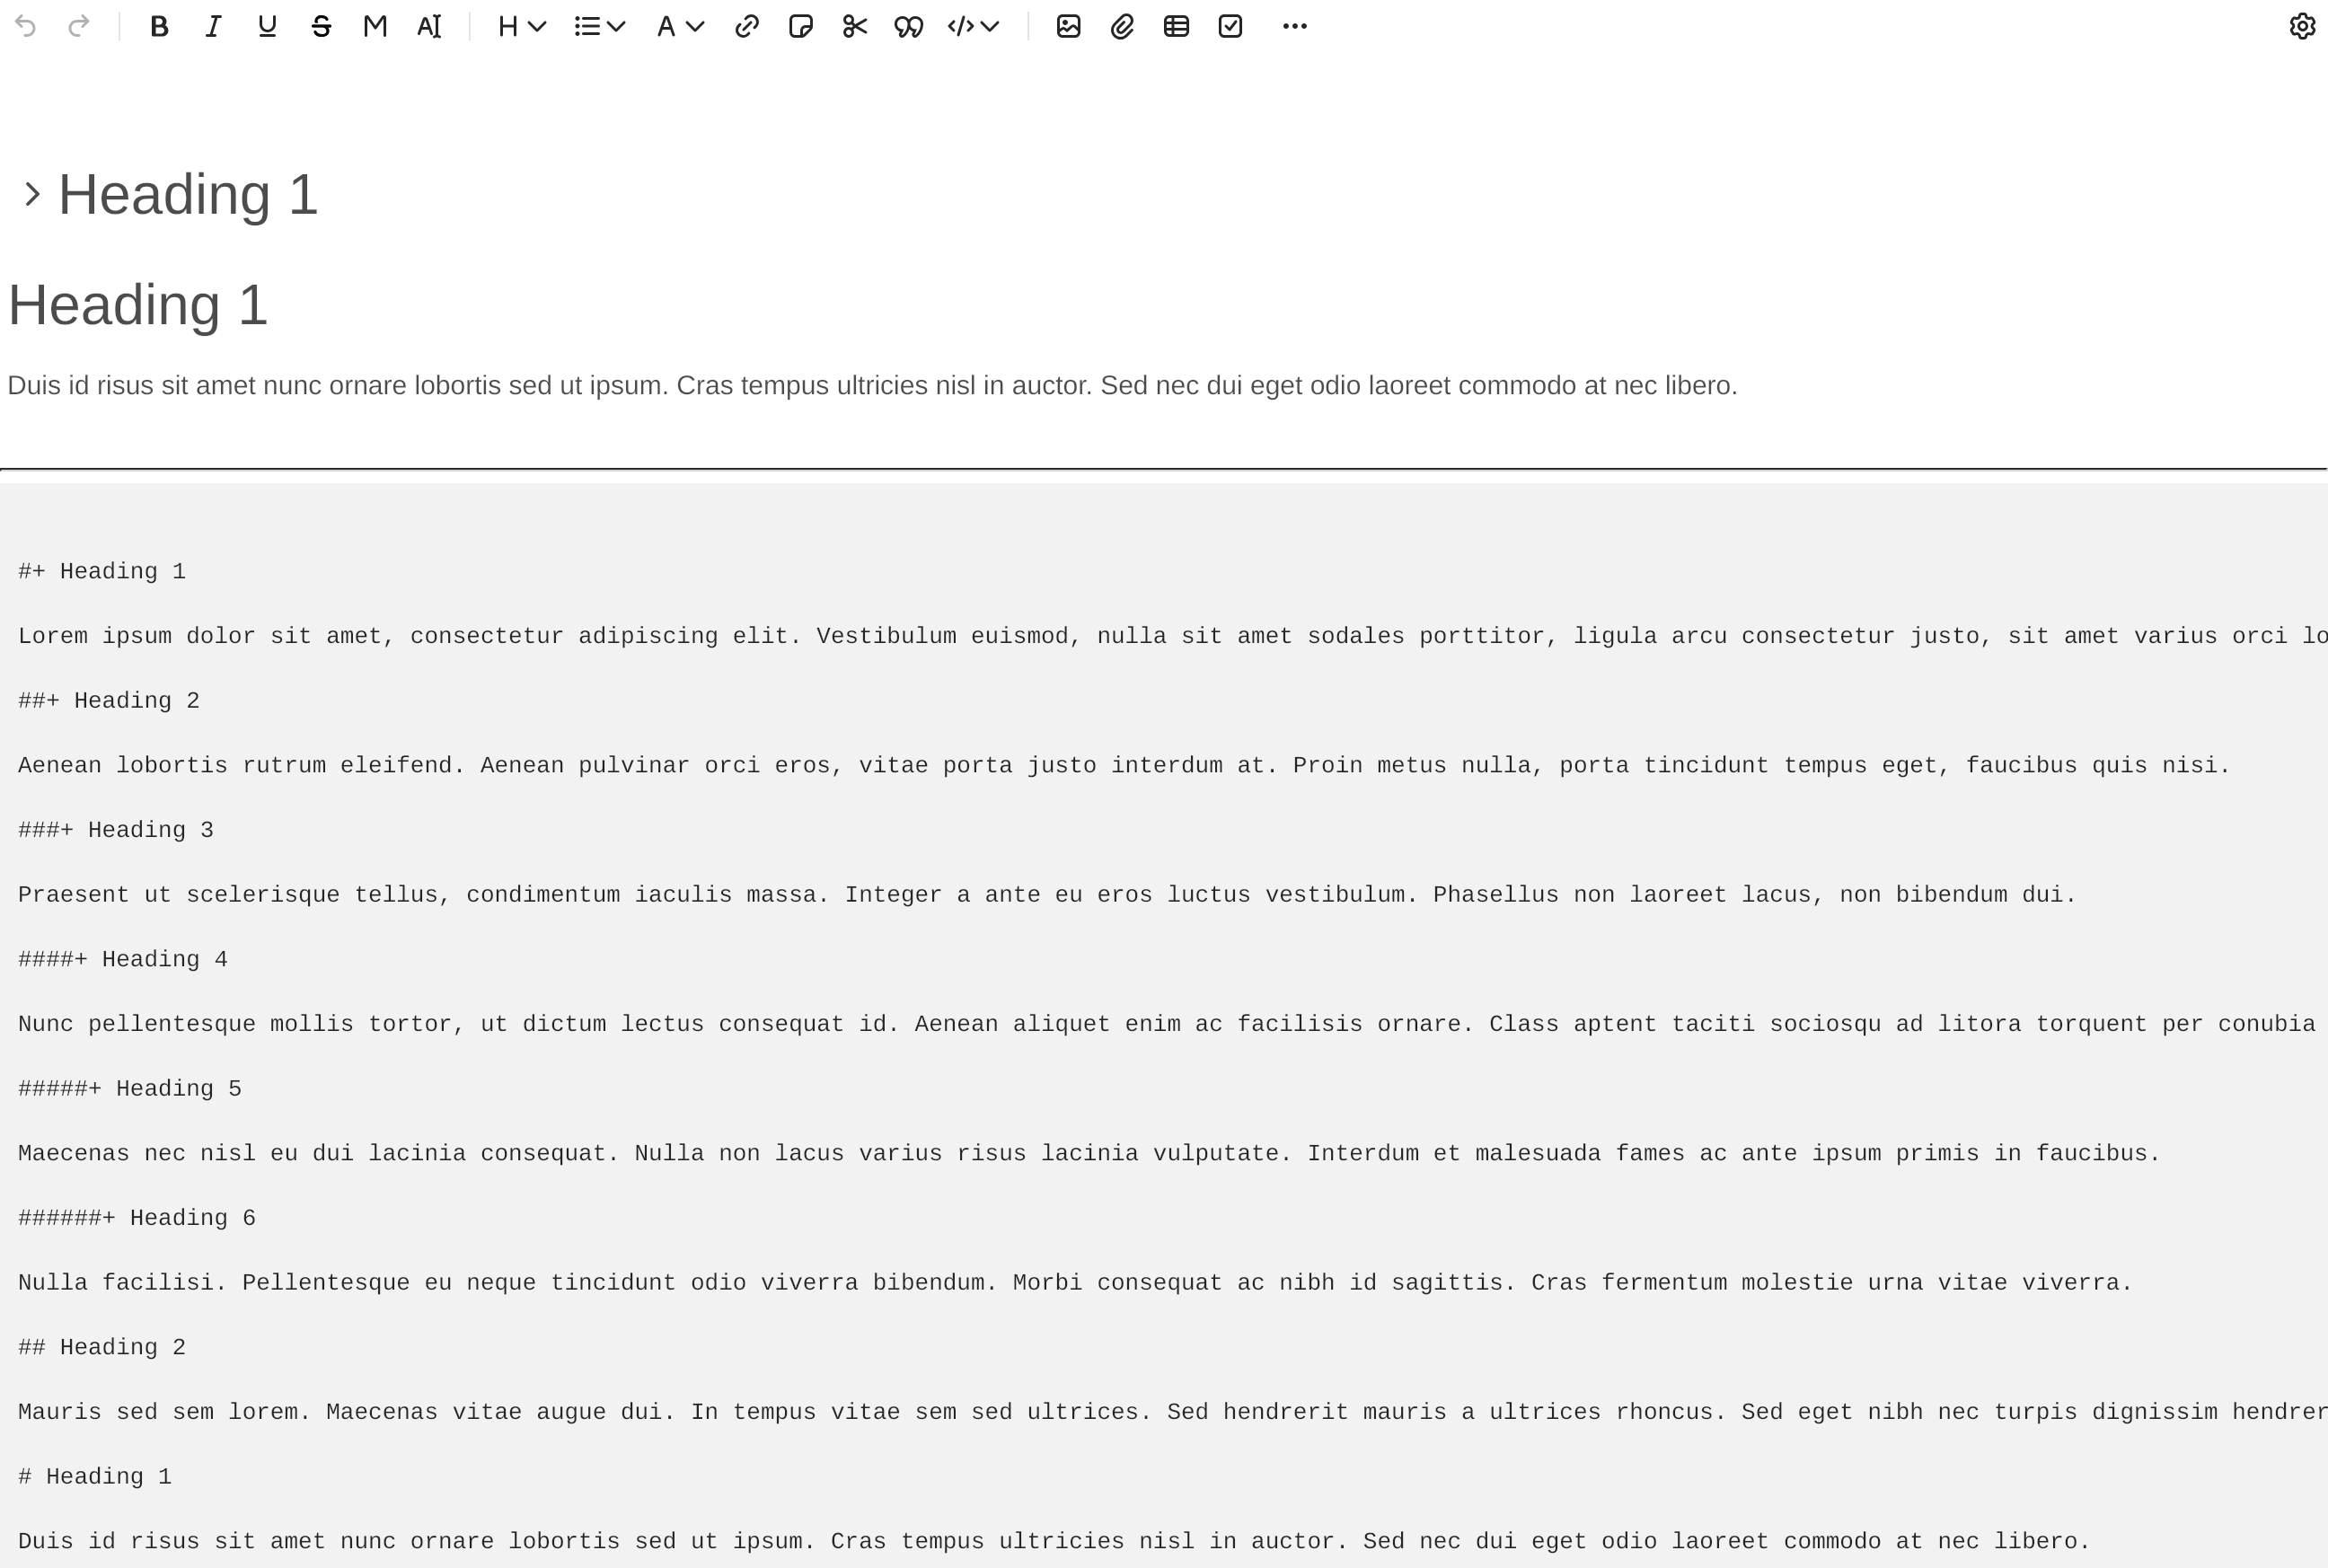 Heading 1
Heading 1
Duis id risus sit amet nunc ornare lobortis sed ut ipsum. Cras tempus ultricies nisl in auctor. Sed nec dui eget odio laoreet commodo at nec libero.
#+ Heading 1
Lorem ipsum dolor sit amet, consectetur adipiscing elit. Vestibulum euismod, nulla sit amet sodales porttitor, ligula arcu consectetur justo, sit amet varius orci lo
##+ Heading 2
Aenean lobortis rutrum eleifend. Aenean pulvinar orci eros, vitae porta justo interdum at. Proin metus nulla, porta tincidunt tempus eget, faucibus quis nisi.
###+ Heading 3
Praesent ut scelerisque tellus, condimentum iaculis massa. Integer a ante eu eros luctus vestibulum. Phasellus non laoreet lacus, non bibendum dui.
####+ Heading 4
Nunc pellentesque mollis tortor, ut dictum lectus consequat id. Aenean aliquet enim ac facilisis ornare. Class aptent taciti sociosqu ad litora torquent per conubia
#####+ Heading 5
Maecenas nec nisl eu dui lacinia consequat. Nulla non lacus varius risus lacinia vulputate. Interdum et malesuada fames ac ante ipsum primis in faucibus.
######+ Heading 6
Nulla facilisi. Pellentesque eu neque tincidunt odio viverra bibendum. Morbi consequat ac nibh id sagittis. Cras fermentum molestie urna vitae viverra.
## Heading 2
Mauris sed sem lorem. Maecenas vitae augue dui. In tempus vitae sem sed ultrices. Sed hendrerit mauris a ultrices rhoncus. Sed eget nibh nec turpis dignissim hendrer
# Heading 1
Duis id risus sit amet nunc ornare lobortis sed ut ipsum. Cras tempus ultricies nisl in auctor. Sed nec dui eget odio laoreet commodo at nec libero.